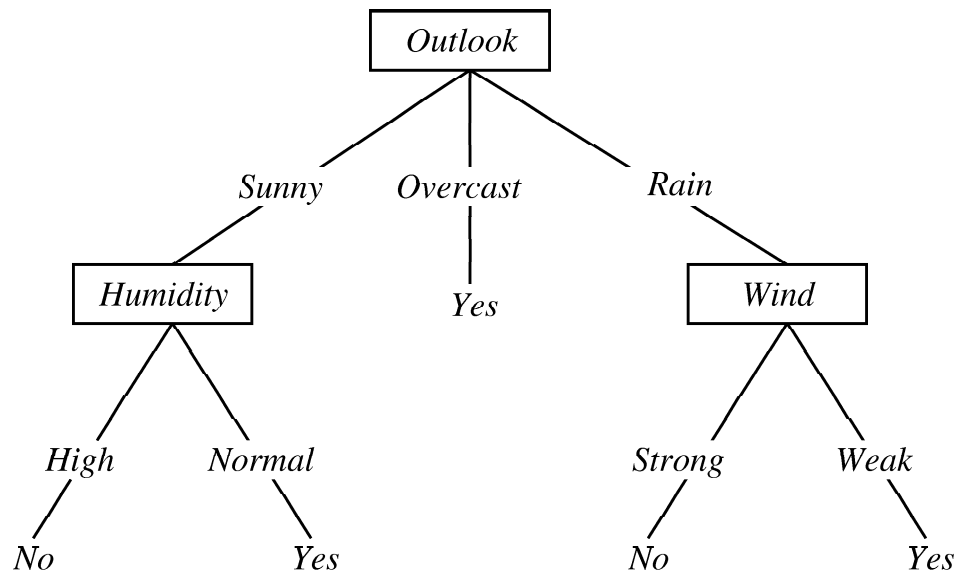 Outlook
Sunny Overcast Rain
Humidity Yes Wind
High Normal Strong Weak
No Yes No Yes